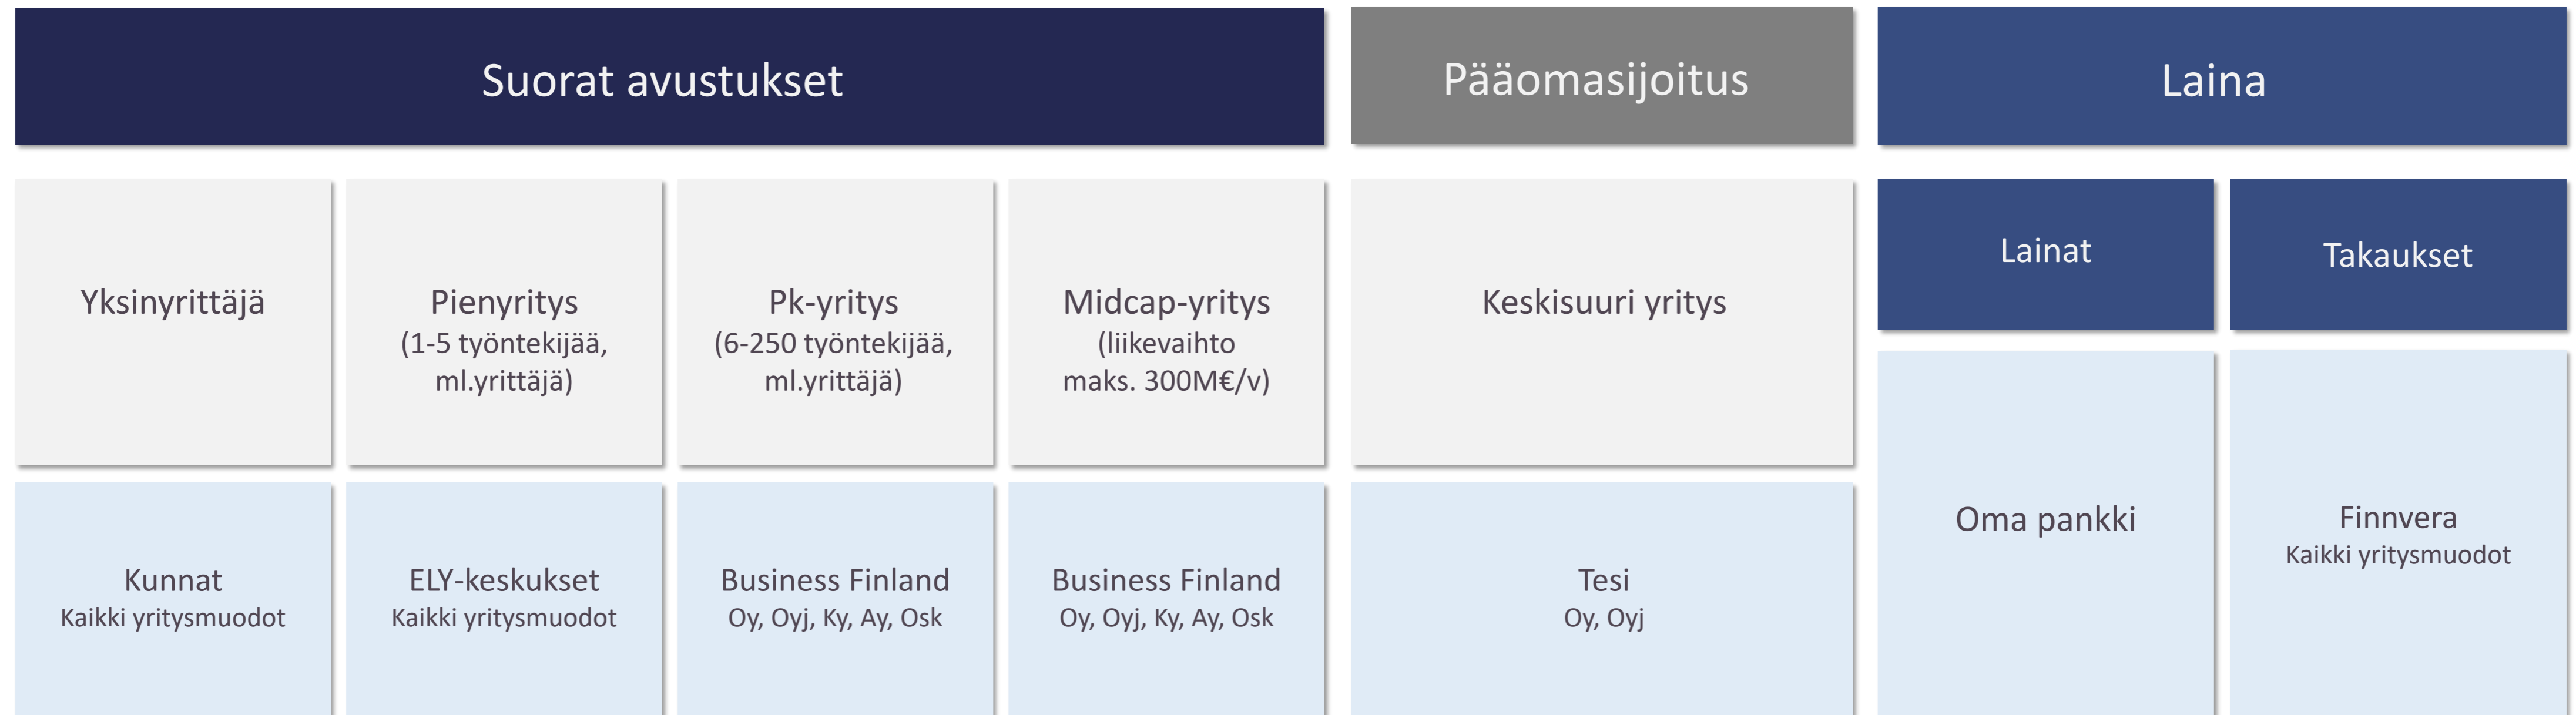 Suorat avustukset
Pääomasijoitus
Laina
Yksinyrittäjä
Pienyritys
(1-5 työntekijää,
ml.yrittäjä)
Pk-yritys
(6-250 työntekijää,
ml.yrittäjä)
Midcap-yritys
(liikevaihto
maks. 300M€/v)
Keskisuuri yritys
Lainat
Takaukset
Kunnat
Kaikki yritysmuodot
ELY-keskukset
Kaikki yritysmuodot
Business Finland
Oy, Oyj, Ky, Ay, Osk
Business Finland
Oy, Oyj, Ky, Ay, Osk
Tesi
Oy, Oyj
Oma pankki
Finnvera
Kaikki yritysmuodot